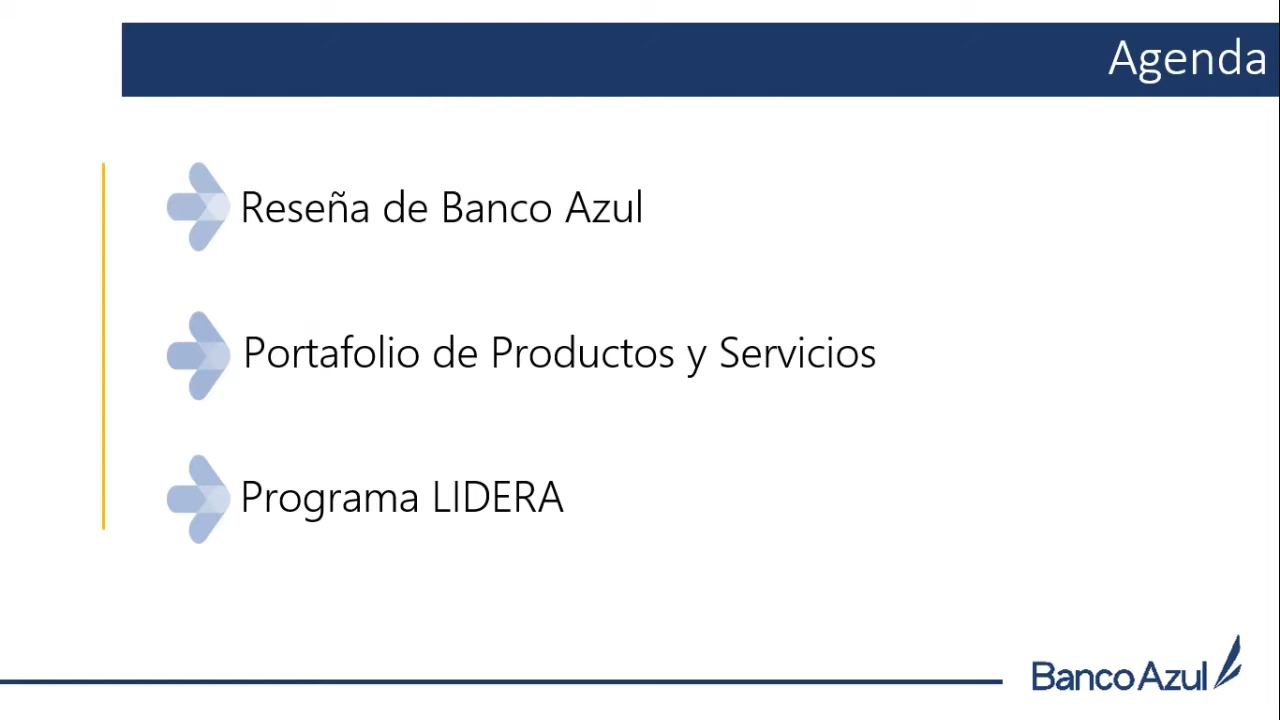 Agenda
Reseña de Banco Azul
Portafolio de Productos y Servicios
Programa LIDERA
BancoAzul